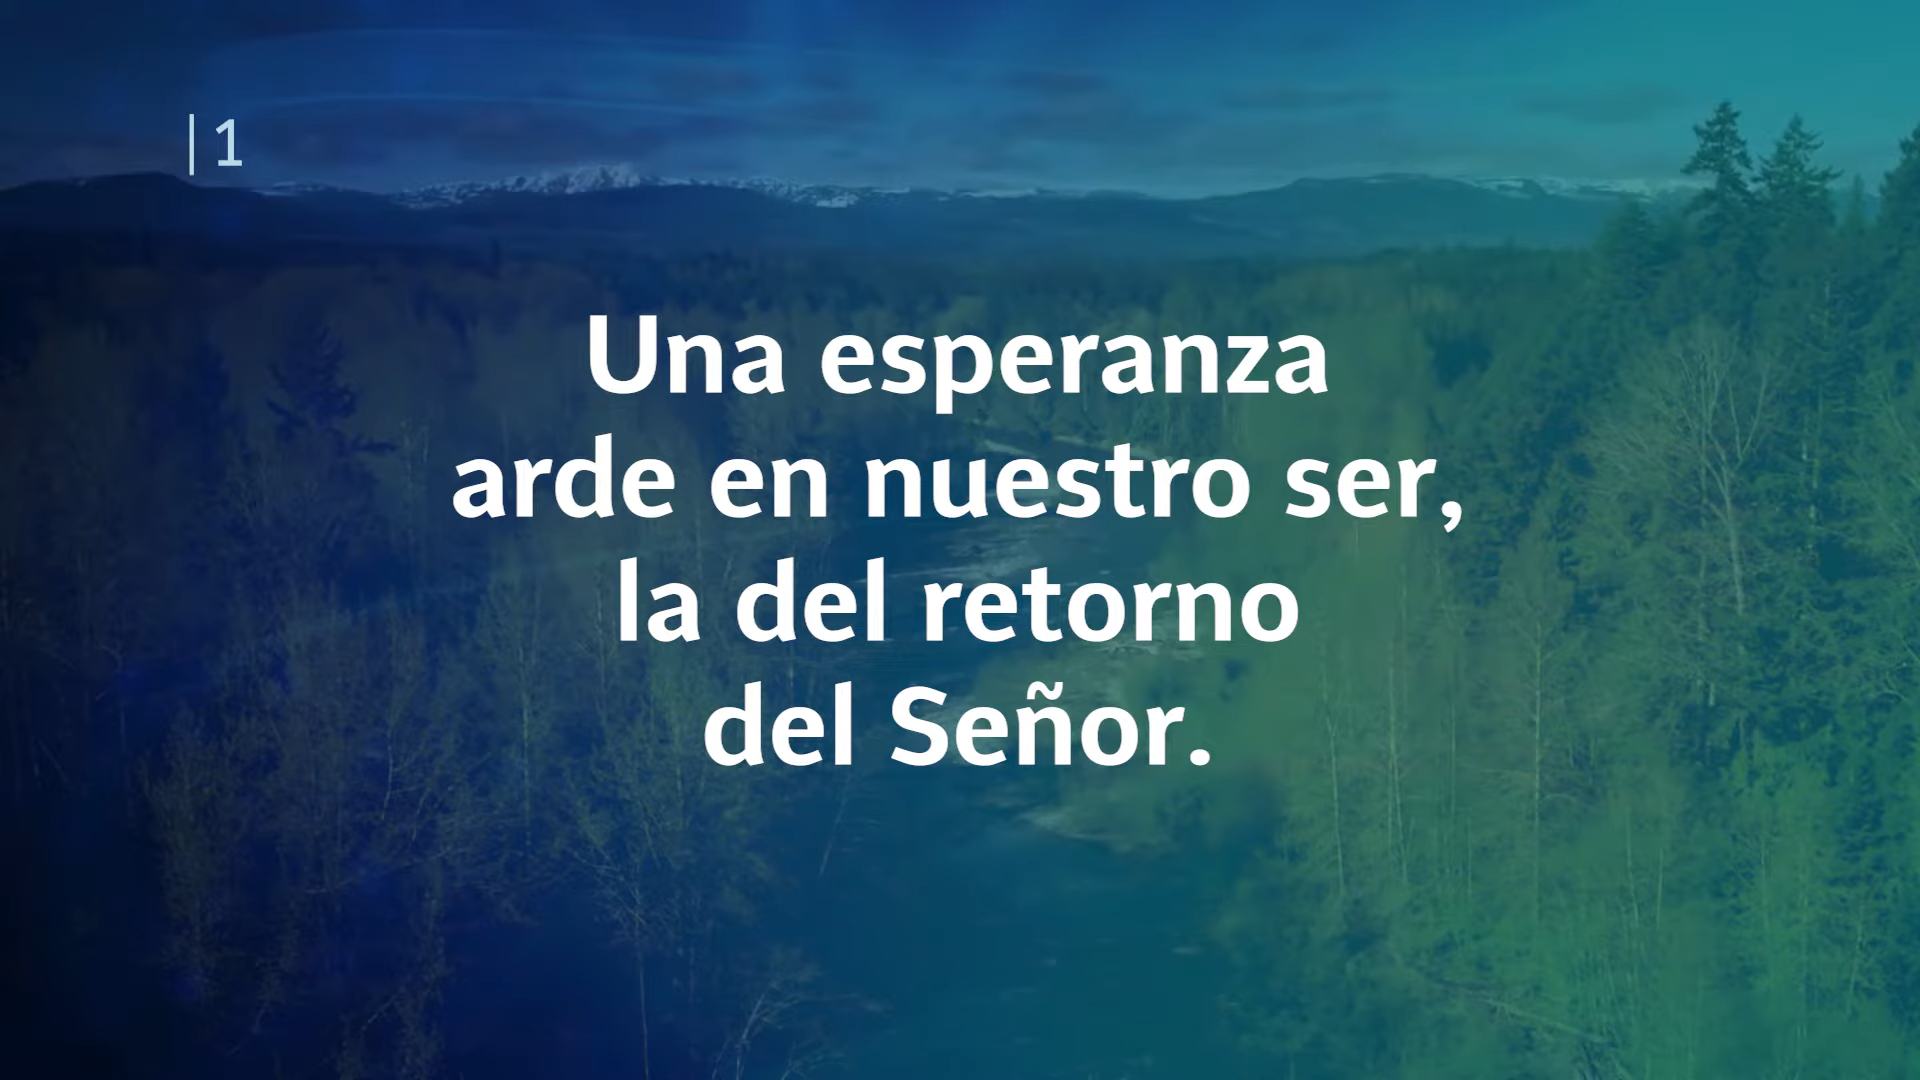 | 1
Una esperanza
arde en nuestro ser,
la del retorno
del Señor.